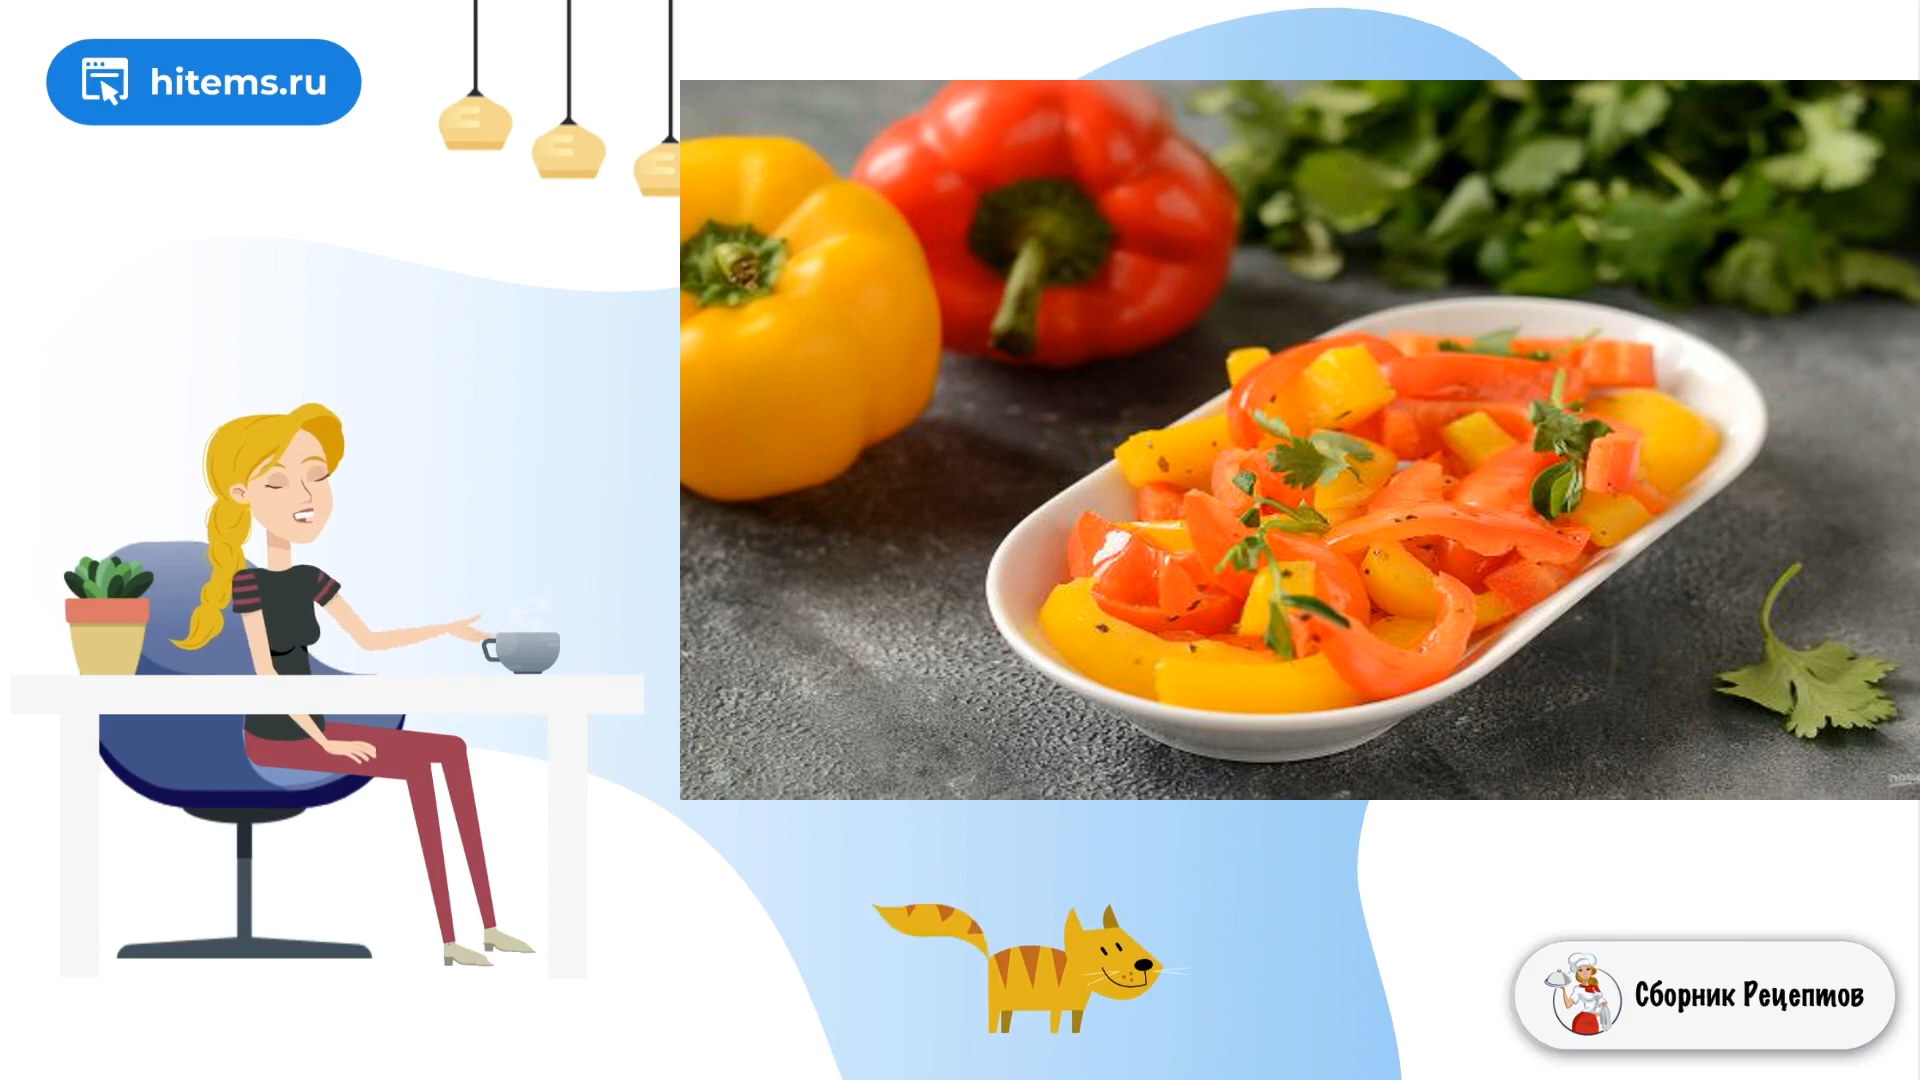 hitems.ru
Сборник Рецептов